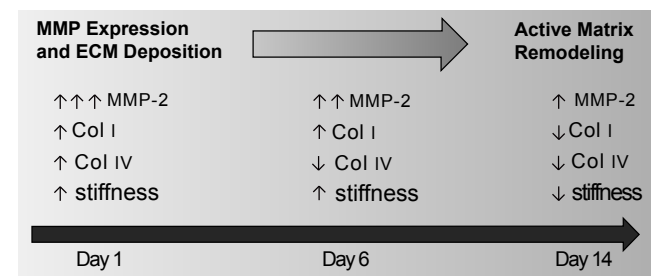 MMP Expression
and ECM Deposition
Active Matrix
Remodeling
↑↑↑ MMP-2
↑ Col I
↑ Col IV
↑ stiffness
↑↑ MMP-2
↑ Col I
↓ Col IV
↑ stiffness
↑ MMP-2
↓ Col I
↓ Col IV
↓ stiffness
Day 1
Day 6
Day 14